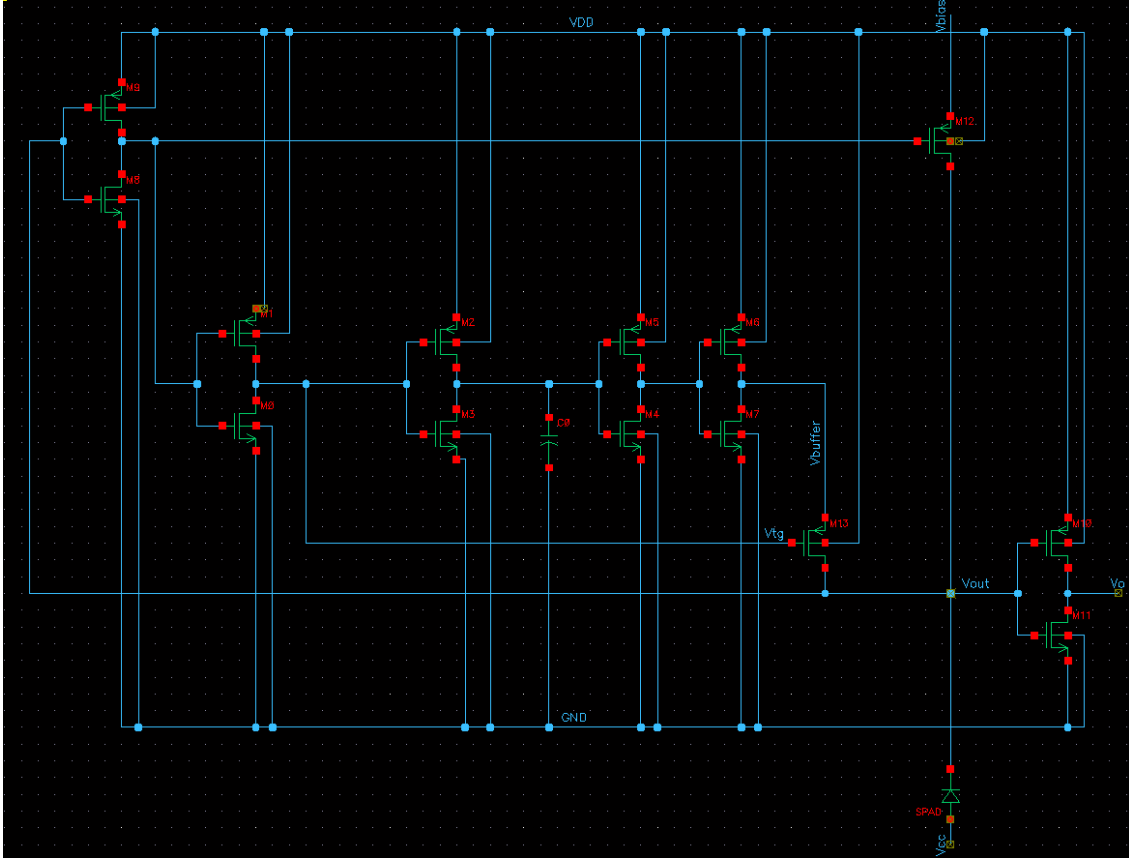 VDD
Vbias
M9
M12
M8
M1
M2
M5
M6
M0
M3
C0
M4
M7
Vbuffer
M13
Vtg
M10
Vout
Vo
M11
GND
SPAD
Vcc